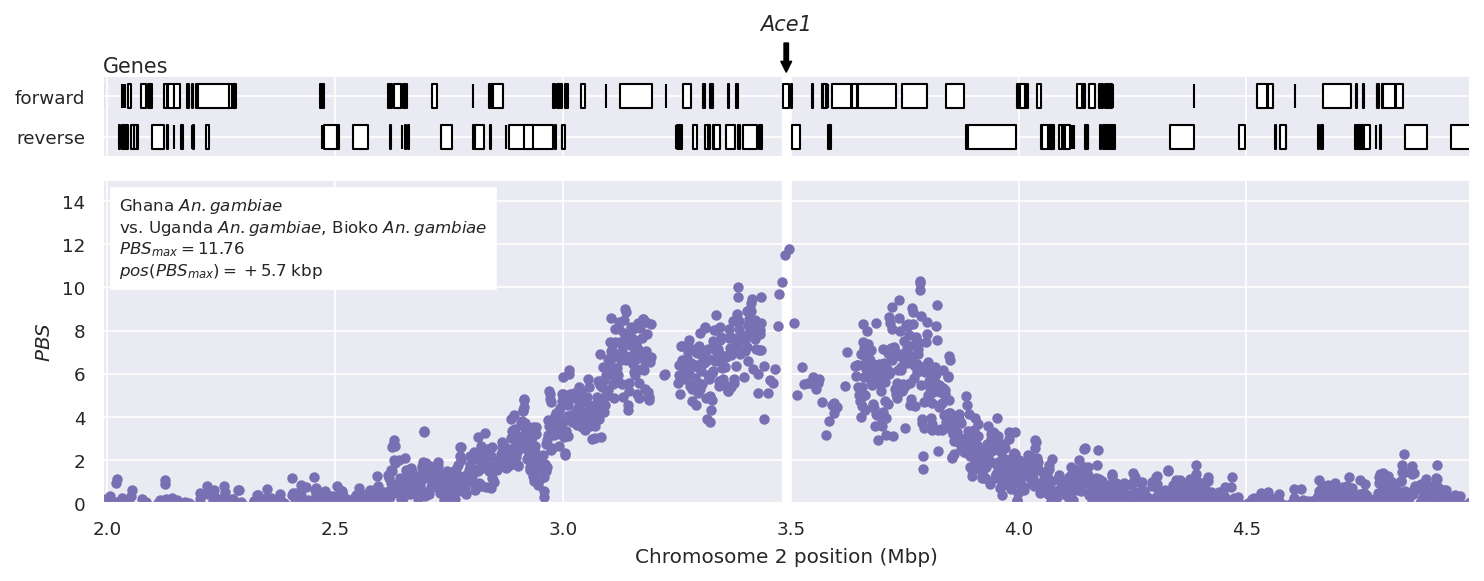 Ace1
Genes
forward
reverse
14
12
10
8
6
4
2
0
PBS
Ghana An. gambiae
vs. Uganda An. gambiae, Bioko An. gambiae
PBSmax = 11.76
pos(PBSmax) = +5.7 kbp
2.0 2.5 3.0 3.5 4.0 4.5
Chromosome 2 position (Mbp)